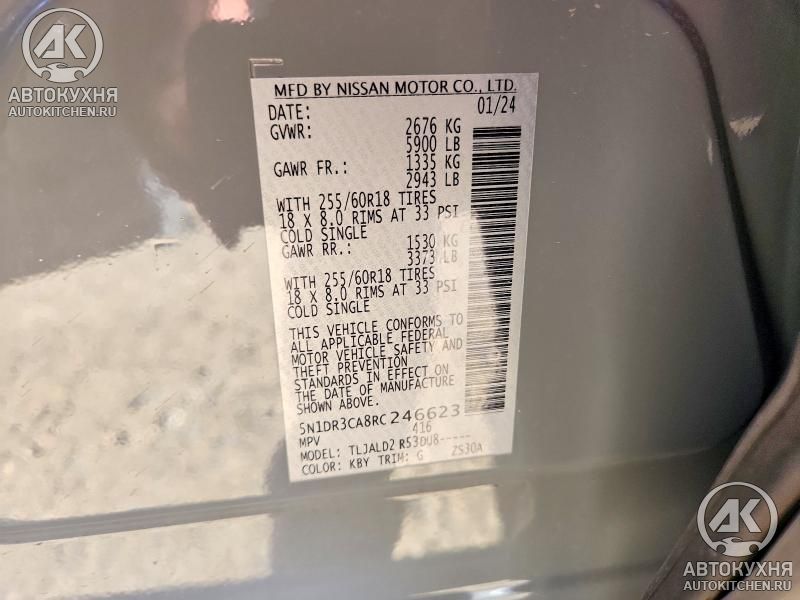 АК
АВТОКУХНЯ
AUTOKITCHEN.RU
MFD BY NISSAN MOTOR CO., LTD.
DATE: 01/24
GVWR: 2676 KG
5900 LB
GAWR FR.: 1335 KG
2943 LB
WITH 255/60R18 TIRES
18 X 8.0 RIMS AT 33 PSI
COLD SINGLE
GAWR RR.: 1530 KG
3373 LB
WITH 255/60R18 TIRES
18 X 8.0 RIMS AT 33 PSI
COLD SINGLE
THIS VEHICLE CONFORMS TO
ALL APPLICABLE FEDERAL
MOTOR VEHICLE SAFETY AND
THEFT PREVENTION
STANDARDS IN EFFECT ON
THE DATE OF MANUFACTURE
SHOWN ABOVE.
5N1DR3CA8RC246623
MPV 416
MODEL: TLJALD2 R53DU8-----
COLOR: KBY TRIM: G ZS30A
АК
АВТОКУХНЯ
AUTOKITCHEN.RU